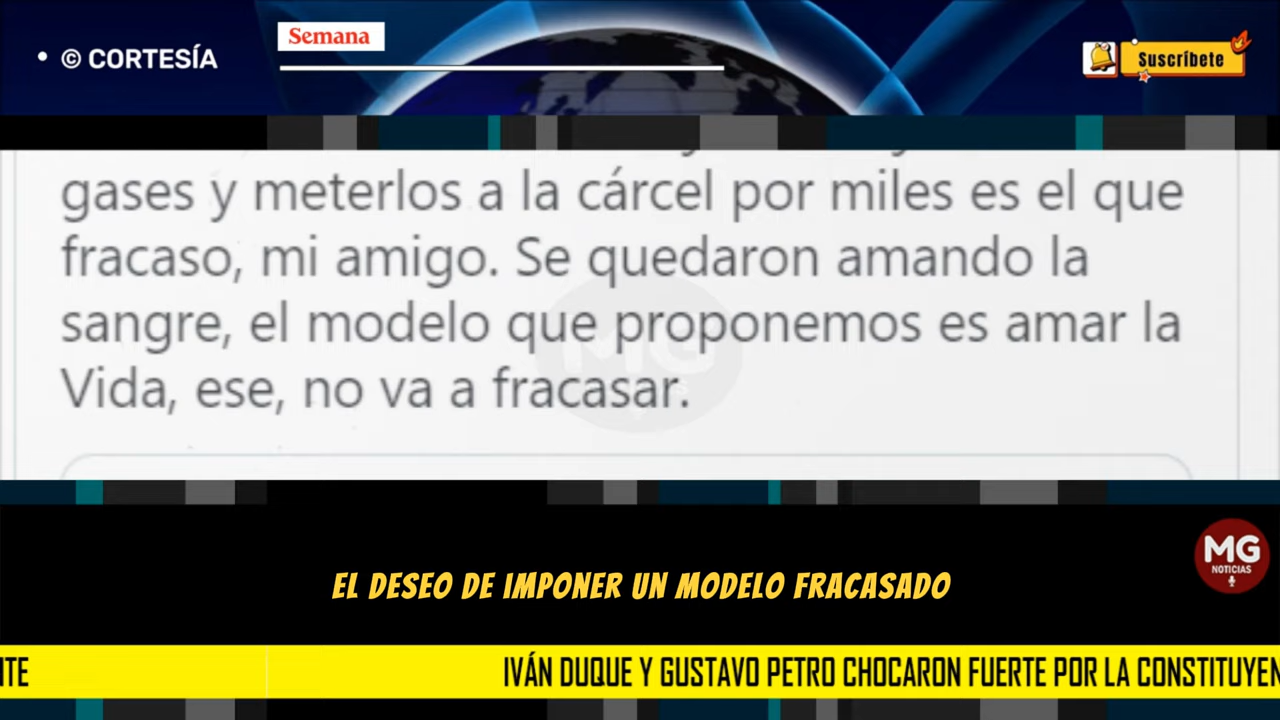 • © CORTESÍA
Semana
Suscríbete
gases y meterlos a la cárcel por miles es el que
fracaso, mi amigo. Se quedaron amando la
sangre, el modelo que proponemos es amar la
Vida, ese, no va a fracasar.
MG
NOTICIAS
EL DESEO DE IMPONER UN MODELO FRACASADO
NTE
IVÁN DUQUE Y GUSTAVO PETRO CHOCARON FUERTE POR LA CONSTITUYEN